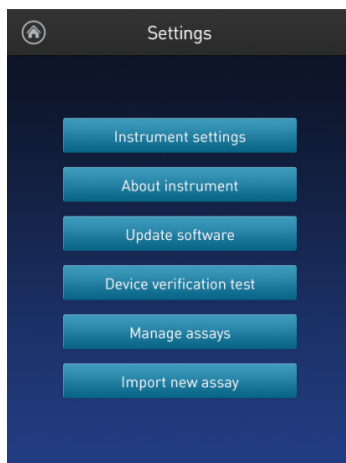 Settings
Instrument settings
About instrument
Update software
Device verification test
Manage assays
Import new assay